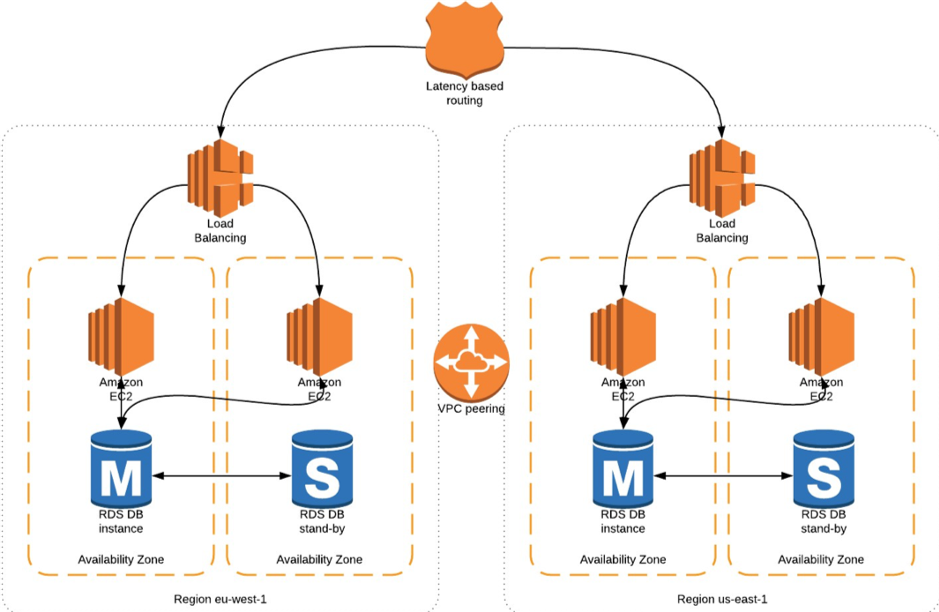 Latency based
routing
Load
Balancing
Load
Balancing
Amazon
EC2
Amazon
EC2
Amazon
EC2
Amazon
EC2
VPC peering
M
S
M
S
RDS DB
instance
RDS DB
stand-by
RDS DB
instance
RDS DB
stand-by
Availability Zone
Availability Zone
Availability Zone
Availability Zone
Region eu-west-1
Region us-east-1